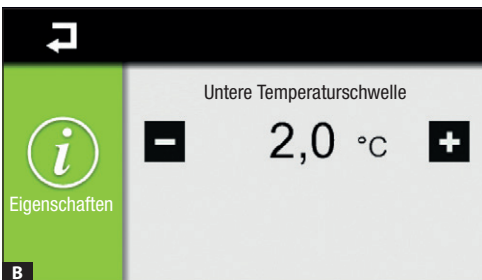 Untere Temperaturschwelle
- 2,0 °C +
i
Eigenschaften
B